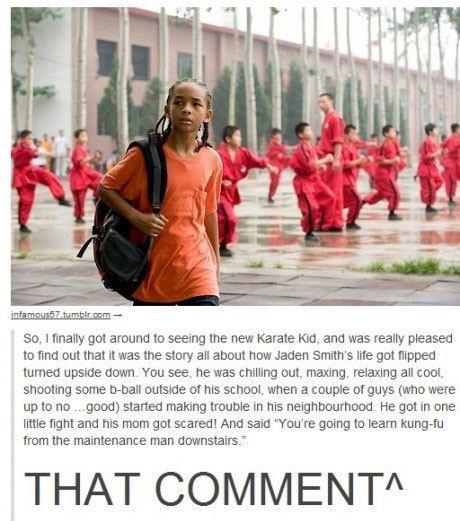 infamous57.tumblr.com →
So, I finally got around to seeing the new Karate Kid, and was really pleased
to find out that it was the story all about how Jaden Smith's life got flipped
turned upside down. You see, he was chilling out, maxing, relaxing all cool,
shooting some b-ball outside of his school, when a couple of guys (who were
up to no ...good) started making trouble in his neighbourhood. He got in one
little fight and his mom got scared! And said "You're going to learn kung-fu
from the maintenance man downstairs."
THAT COMMENT^